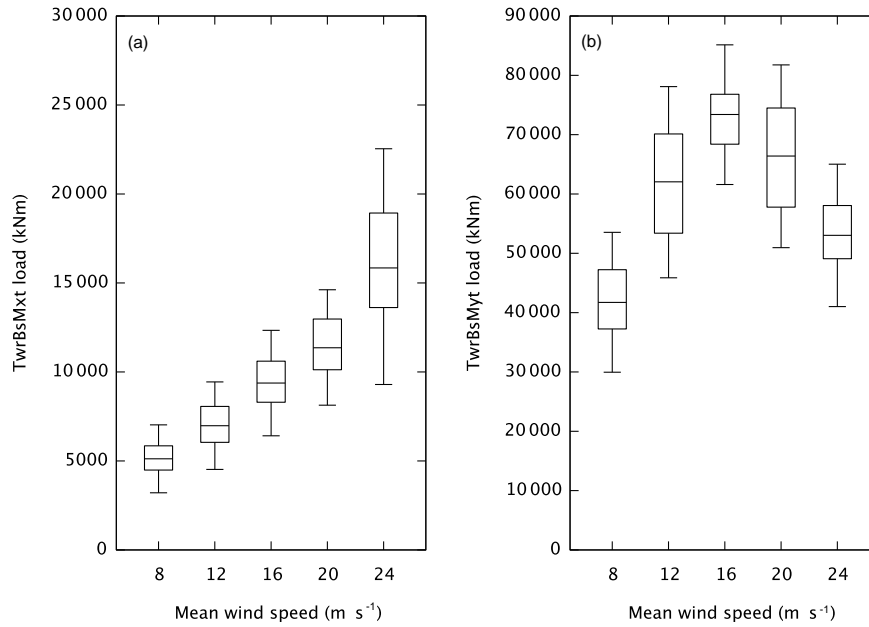 (a)
30 000
25 000
20 000
15 000
10 000
5000
0
TwrBsMxt load (kNm)
8 12 16 20 24
Mean wind speed (m s⁻¹)
(b)
90 000
80 000
70 000
60 000
50 000
40 000
30 000
20 000
10 000
0
TwrBsMyt load (kNm)
8 12 16 20 24
Mean wind speed (m s⁻¹)